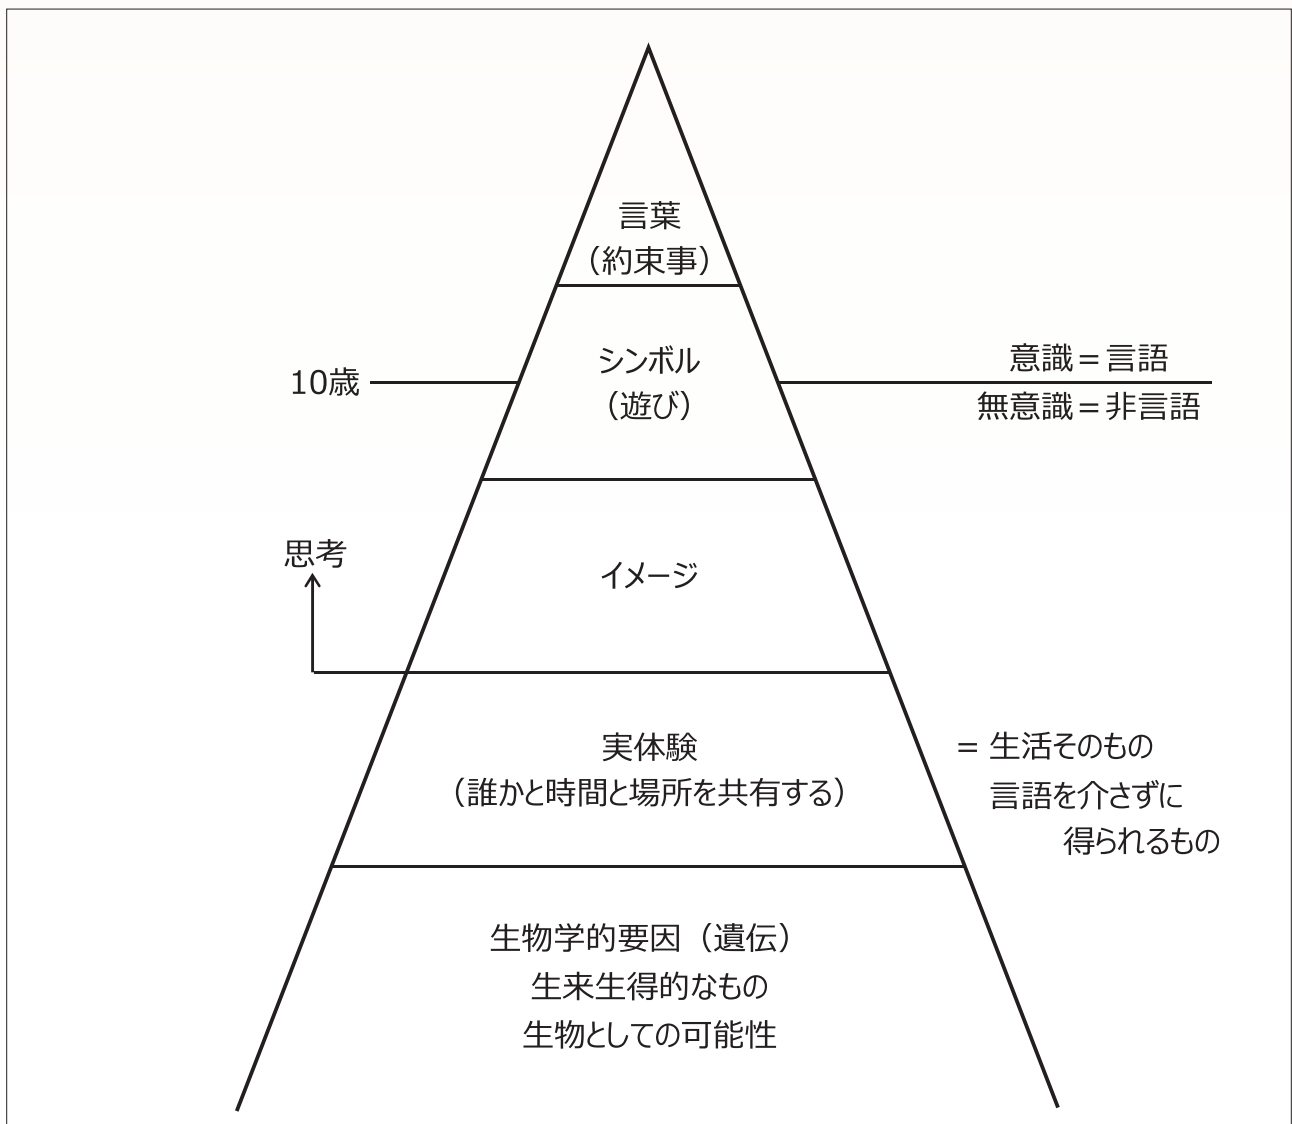 言葉
（約束事）
シンボル
（遊び）
10歳
意識＝言語
無意識＝非言語
思考
イメージ
実体験
（誰かと時間と場所を共有する）
＝ 生活そのもの
言語を介さずに
得られるもの
生物学的要因（遺伝）
生来生得的なもの
生物としての可能性